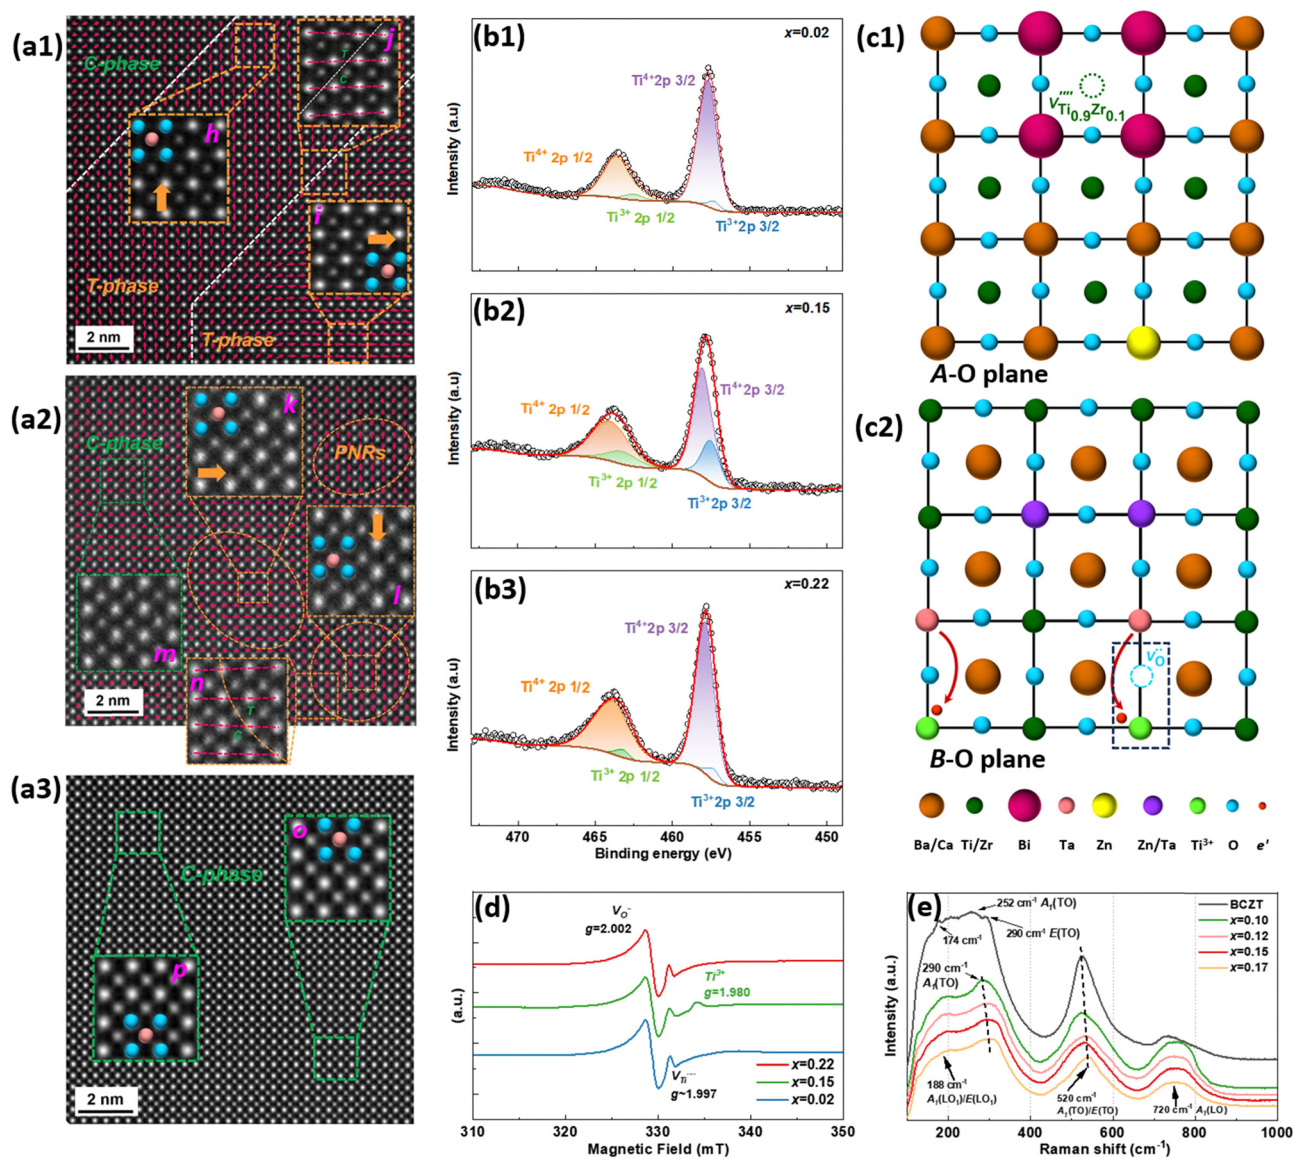 (a1)
C-phase
h
j
T
C
i
T-phase
T-phase
2 nm
(a2)
C-phase
k
PNRs
l
m
n
T
C
2 nm
(a3)
o
C-phase
p
2 nm
(b1)
x=0.02
Ti⁴⁺2p 3/2
Ti⁴⁺ 2p 1/2
Ti³⁺ 2p 1/2
Ti³⁺2p 3/2
Intensity (a.u)
(b2)
x=0.15
Ti⁴⁺2p 3/2
Ti⁴⁺ 2p 1/2
Ti³⁺ 2p 1/2
Ti³⁺2p 3/2
Intensity (a.u)
(b3)
x=0.22
Ti⁴⁺2p 3/2
Ti⁴⁺ 2p 1/2
Ti³⁺ 2p 1/2
Ti³⁺2p 3/2
Intensity (a.u)
470 465 460 455 450
Binding energy (eV)
(c1)
V''''Ti₀.₉Zr₀.₁
A-O plane
(c2)
V··O
B-O plane
Ba/Ca Ti/Zr Bi Ta Zn Zn/Ta Ti³⁺ O e'
(d)
g=2.002
Ti³⁺
g=1.980
g~1.997
x=0.22
x=0.15
x=0.02
(a.u.)
310 320 330 340 350
Magnetic Field (mT)
(e)
252 cm⁻¹ A₁(TO)
174 cm⁻¹
290 cm⁻¹ E(TO)
290 cm⁻¹
A₁(TO)
BCZT
x=0.10
x=0.12
x=0.15
x=0.17
188 cm⁻¹
A₁(LO₁)/E(LO₁)
520 cm⁻¹
A₁(TO)/E(TO)
720 cm⁻¹ A₁(LO)
Intensity (a.u.)
200 400 600 800 1000
Raman shift (cm⁻¹)